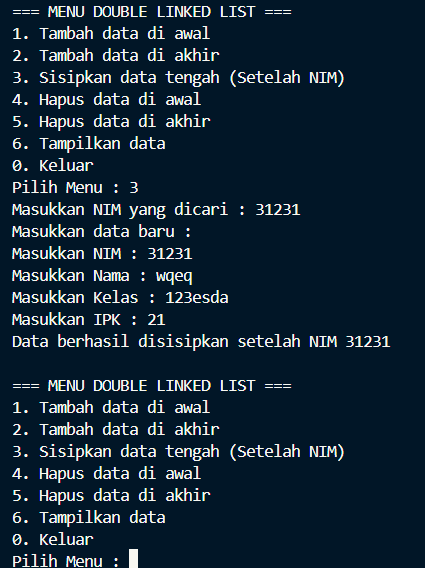 === MENU DOUBLE LINKED LIST ===
1. Tambah data di awal
2. Tambah data di akhir
3. Sisipkan data tengah (Setelah NIM)
4. Hapus data di awal
5. Hapus data di akhir
6. Tampilkan data
0. Keluar
Pilih Menu : 3
Masukkan NIM yang dicari : 31231
Masukkan data baru :
Masukkan NIM : 31231
Masukkan Nama : wqeq
Masukkan Kelas : 123esda
Masukkan IPK : 21
Data berhasil disisipkan setelah NIM 31231
=== MENU DOUBLE LINKED LIST ===
1. Tambah data di awal
2. Tambah data di akhir
3. Sisipkan data tengah (Setelah NIM)
4. Hapus data di awal
5. Hapus data di akhir
6. Tampilkan data
0. Keluar
Pilih Menu :